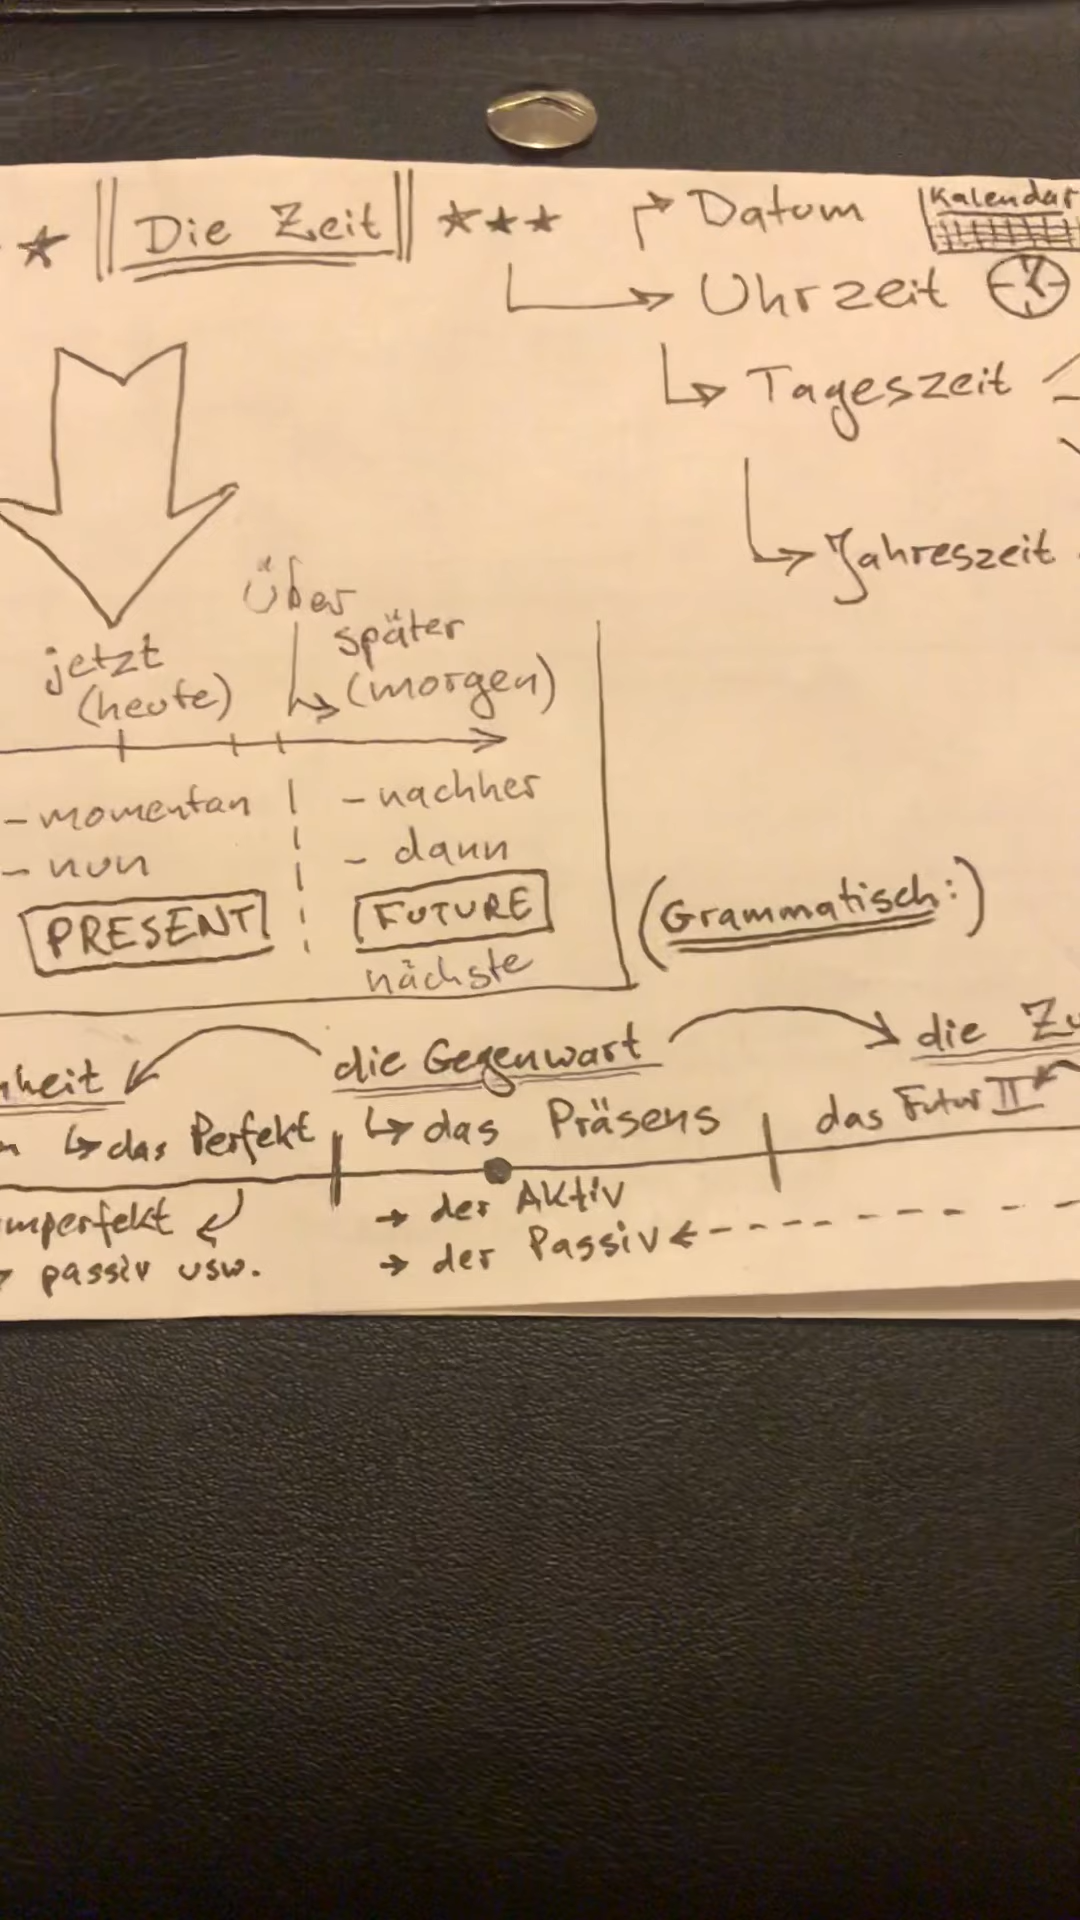 Die Zeit
Datum
Kalendar
Uhrzeit
Tageszeit
Jahreszeit
über
jetzt
(heute)
später
(morgen)
- momentan
- nun
PRESENT
- nachher
- dann
FUTURE
nächste
(Grammatisch:)
nheit
die Gegenwart
die Zu
das Perfekt
das Präsens
das Futur II
mperfekt
passiv usw.
der Aktiv
der Passiv